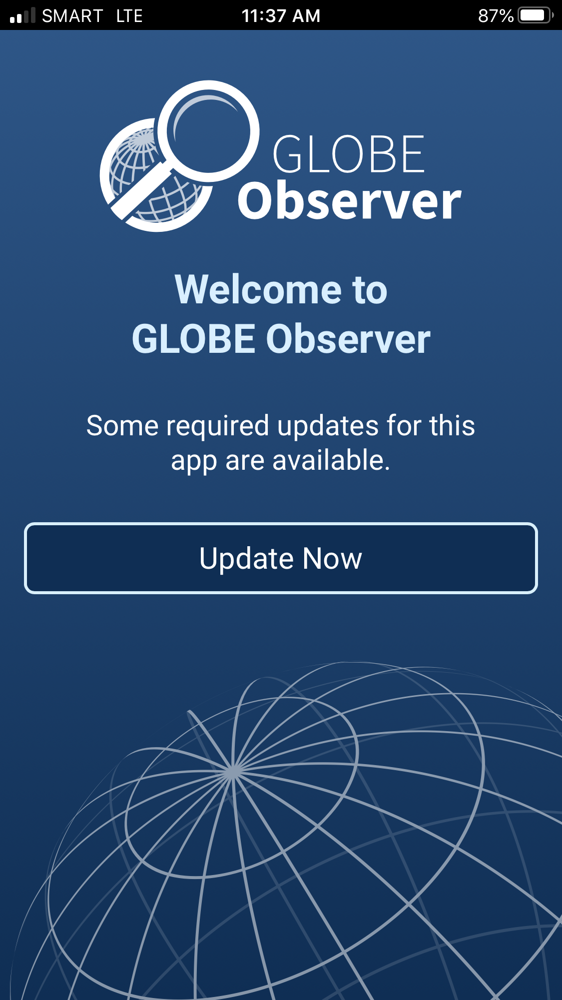 SMART LTE 11:37 AM 87%
GLOBE
Observer
Welcome to
GLOBE Observer
Some required updates for this
app are available.
Update Now